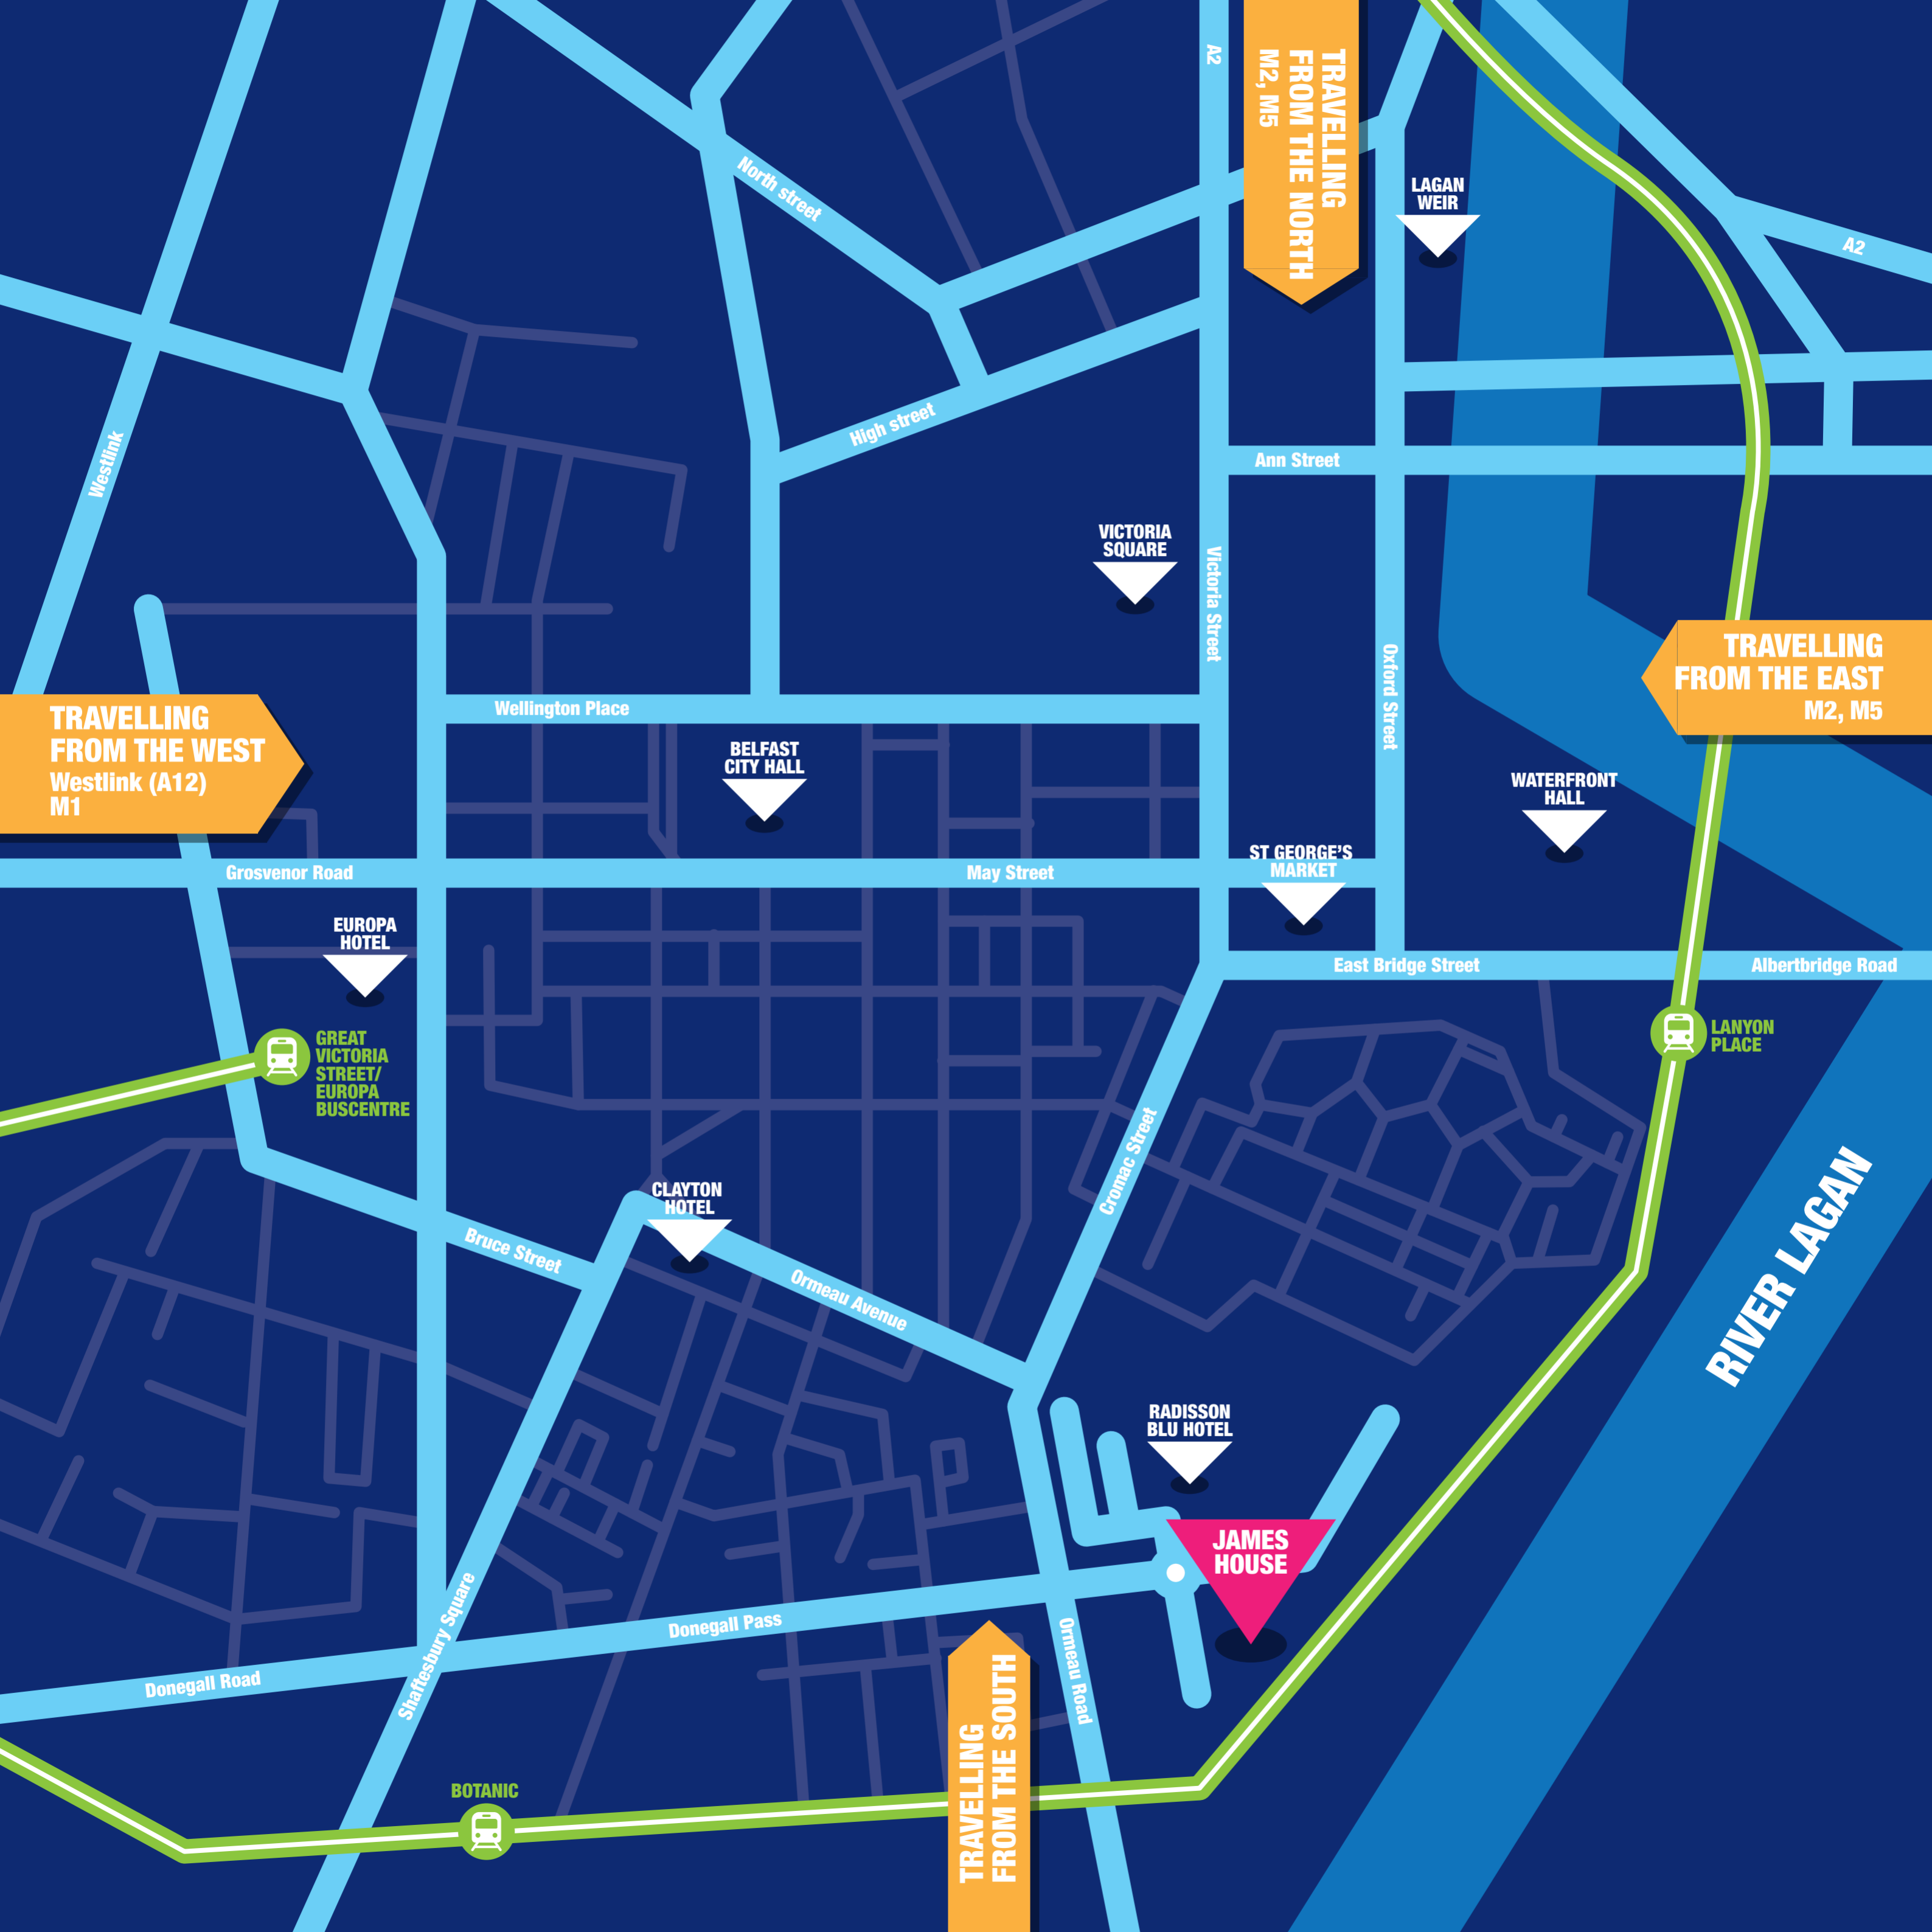 A2
TRAVELLING
FROM THE NORTH
M2, M5
North street
LAGAN
WEIR
A2
High street
Westlink
Ann Street
VICTORIA
SQUARE
Victoria Street
Oxford Street
TRAVELLING
FROM THE EAST
M2, M5
TRAVELLING
FROM THE WEST
Westlink (A12)
M1
Wellington Place
BELFAST
CITY HALL
WATERFRONT
HALL
Grosvenor Road
May Street
ST GEORGE'S
MARKET
EUROPA
HOTEL
East Bridge Street
Albertbridge Road
GREAT
VICTORIA
STREET/
EUROPA
BUSCENTRE
LANYON
PLACE
Cromac Street
CLAYTON
HOTEL
Bruce Street
Ormeau Avenue
RIVER LAGAN
RADISSON
BLU HOTEL
JAMES
HOUSE
Shaftesbury Square
Donegall Pass
Donegall Road
Ormeau Road
TRAVELLING
FROM THE SOUTH
BOTANIC